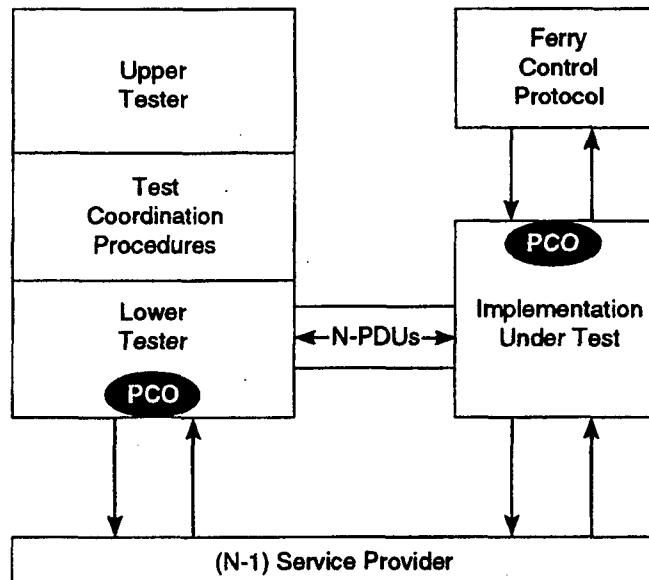 Upper
Tester
Test
Coordination
Procedures
Lower
Tester
PCO
N-PDUs
Ferry
Control
Protocol
PCO
Implementation
Under Test
(N-1) Service Provider